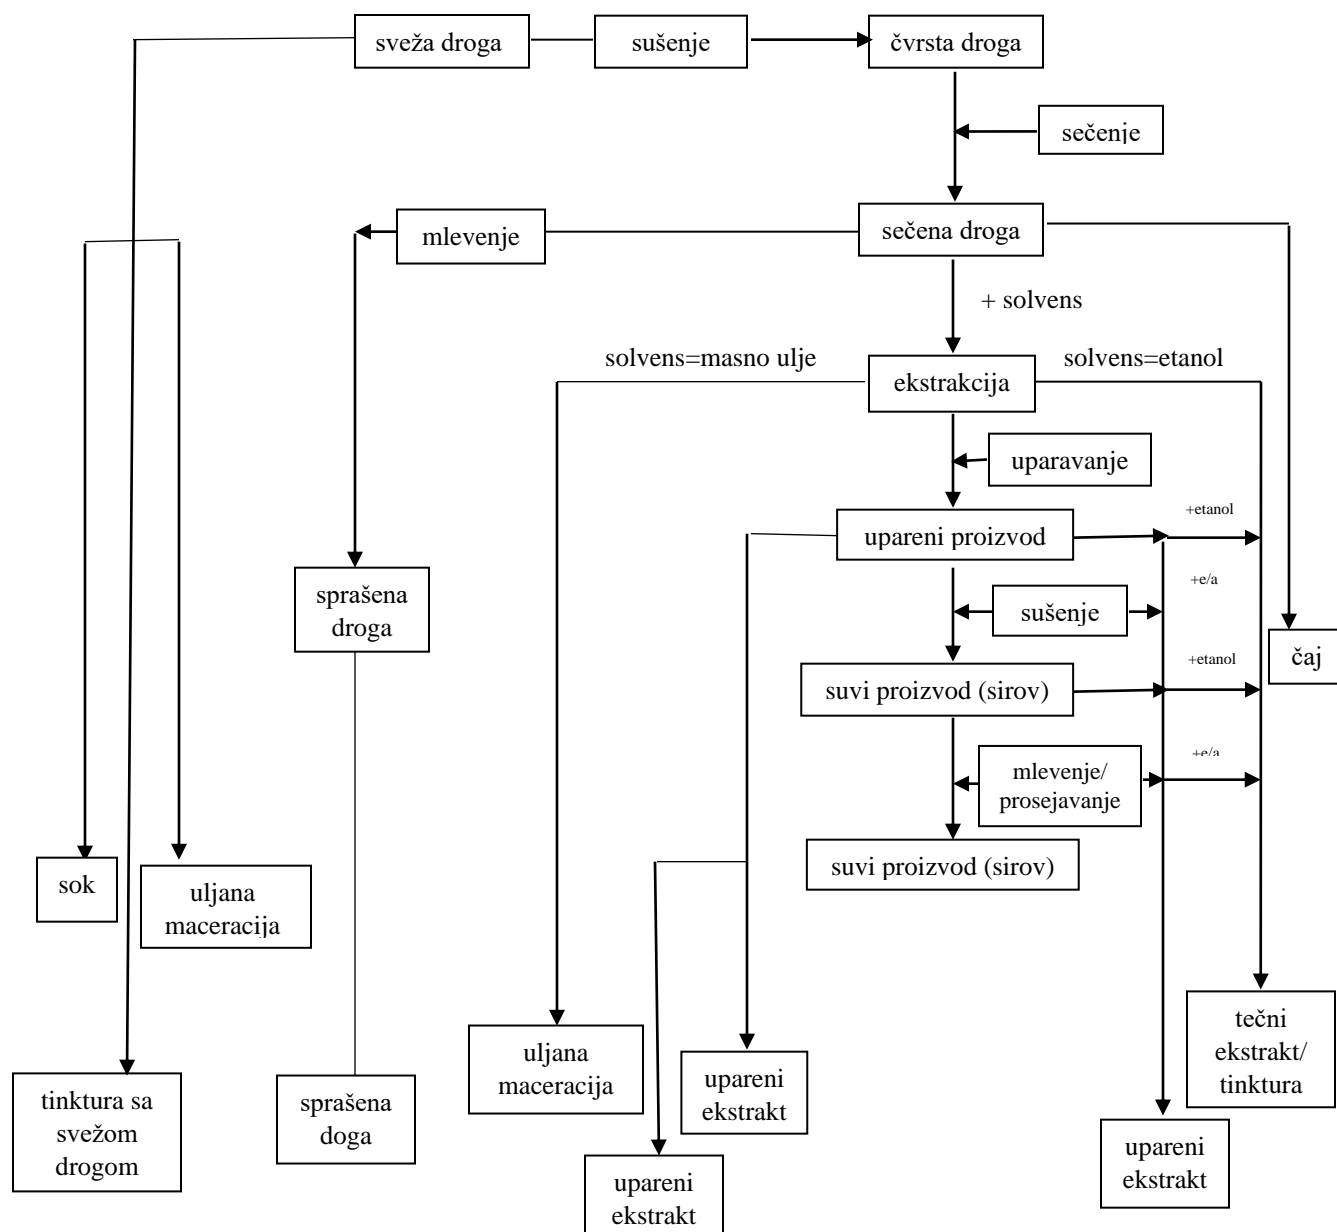 sveža droga
sušenje
čvrsta droga
sečenje
mlevenje
sečena droga
+ solvens
solvens=masno ulje
solvens=etanol
ekstrakcija
uparavanje
+etanol
upareni proizvod
+e/a
sprašena
droga
sušenje
čaj
+etanol
suvi proizvod (sirov)
+e/a
mlevenje/
prosejavanje
suvi proizvod (sirov)
sok
uljana
maceracija
tečni
ekstrakt/
tinktura
uljana
maceracija
upareni
ekstrakt
tinktura sa
svežom
drogom
sprašena
doga
upareni
ekstrakt
upareni
ekstrakt